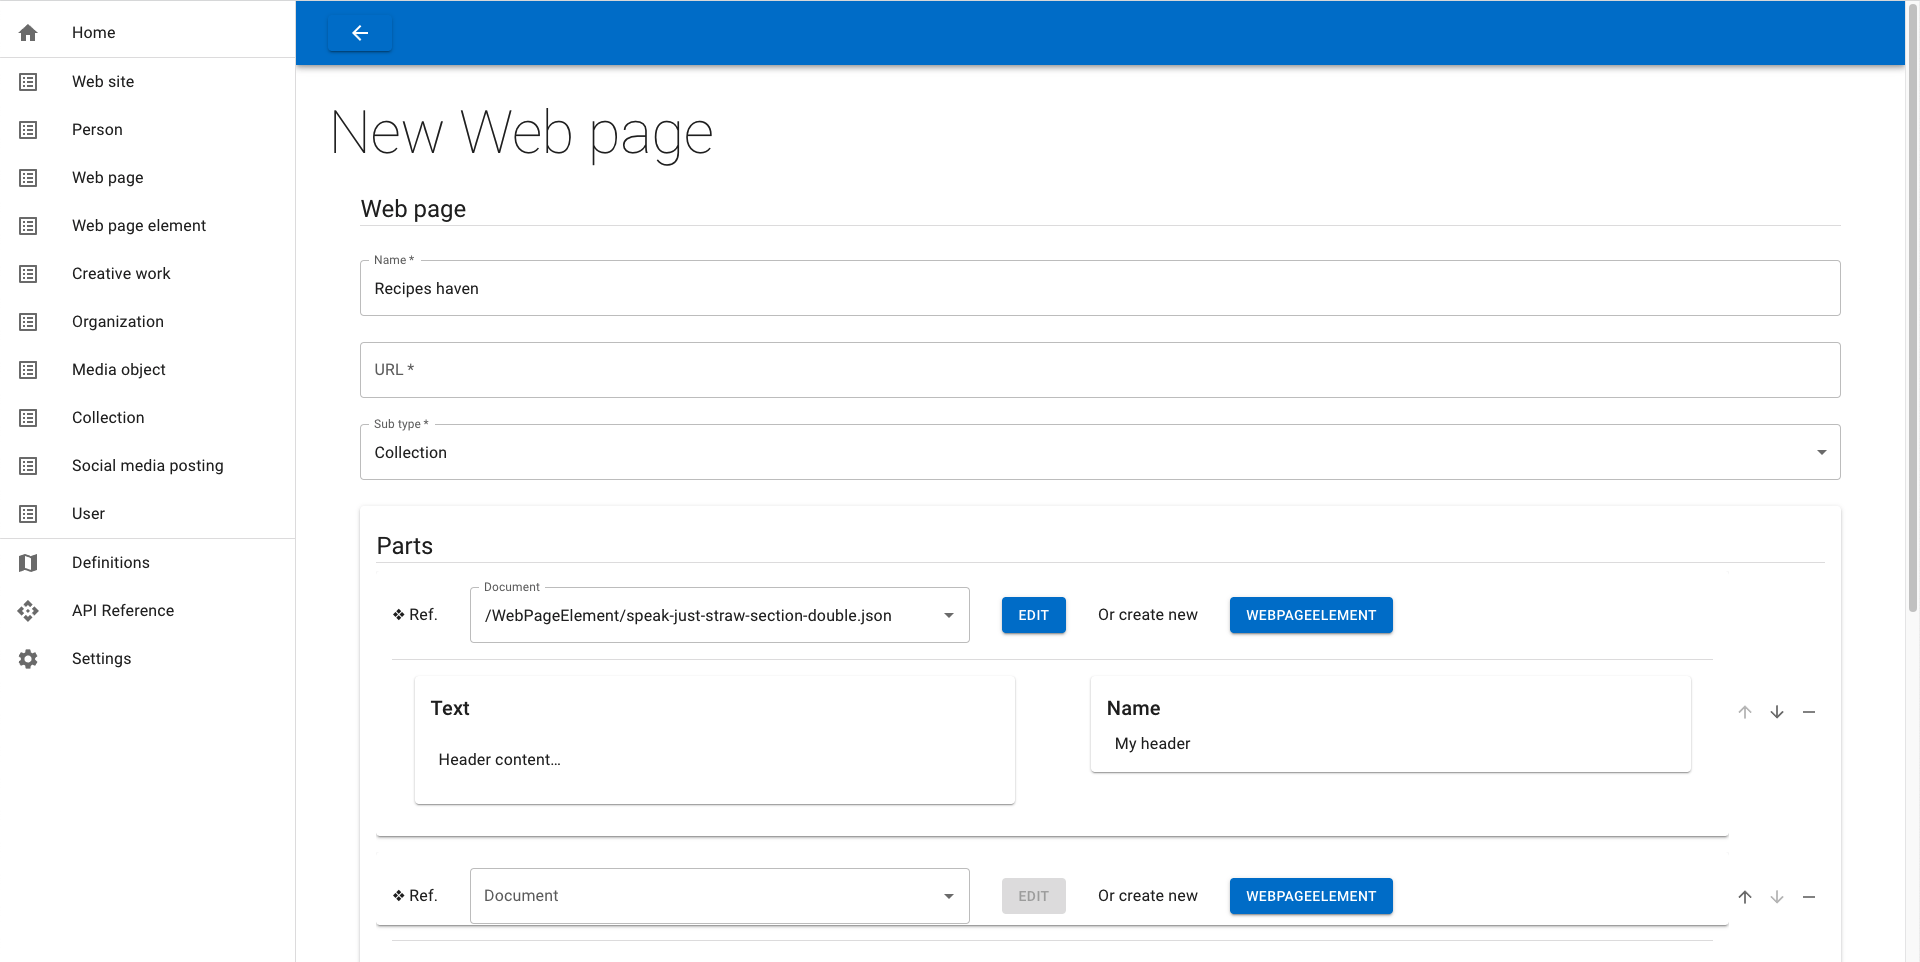 Home
Web site
Person
Web page
Web page element
Creative work
Organization
Media object
Collection
Social media posting
User
Definitions
API Reference
Settings
New Web page
Web page
Name *
Recipes haven
URL *
Sub type *
Collection
Parts
Ref.
Document
/WebPageElement/speak-just-straw-section-double.json
EDIT
Or create new
WEBPAGEELEMENT
Text
Header content…
Name
My header
Ref.
Document
EDIT
Or create new
WEBPAGEELEMENT